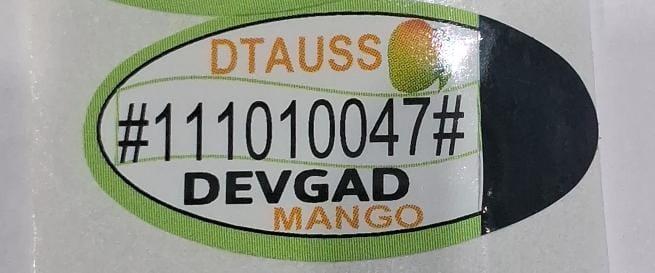 DTAUSS
#111010047#
DEVGAD
MANGO